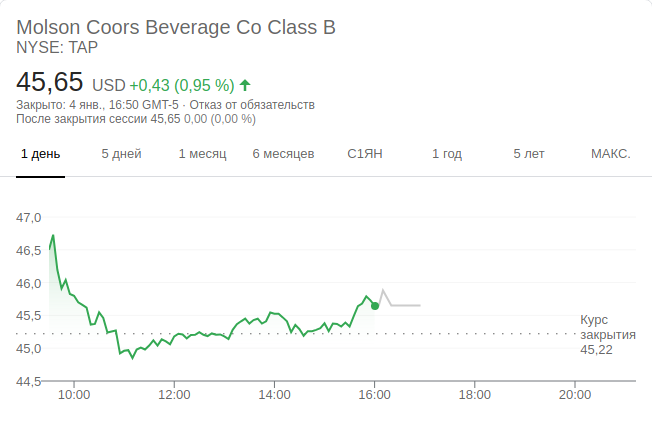 Molson Coors Beverage Co Class B
NYSE: TAP
45,65 USD +0,43 (0,95 %)
Закрыто: 4 янв., 16:50 GMT-5 · Отказ от обязательств
После закрытия сессии 45,65 0,00 (0,00 %)
1 день 5 дней 1 месяц 6 месяцев С1ЯН 1 год 5 лет МАКС.
47,0
46,5
46,0
45,5
45,0
44,5
Курс
закрытия
45,22
10:00 12:00 14:00 16:00 18:00 20:00